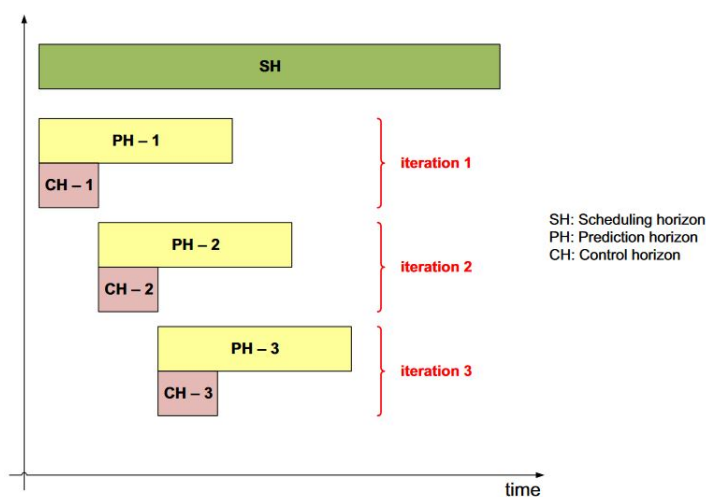 SH
PH – 1
CH – 1
iteration 1
PH – 2
CH – 2
iteration 2
PH – 3
CH – 3
iteration 3
SH: Scheduling horizon
PH: Prediction horizon
CH: Control horizon
time